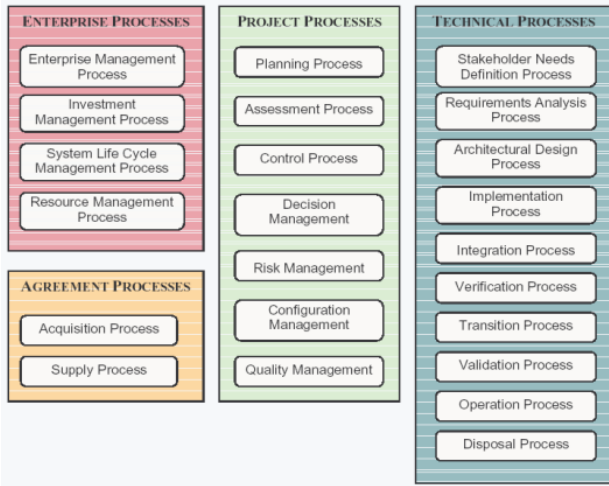 ENTERPRISE PROCESSES
Enterprise Management
Process
Investment
Management Process
System Life Cycle
Management Process
Resource Management
Process
AGREEMENT PROCESSES
Acquisition Process
Supply Process
PROJECT PROCESSES
Planning Process
Assessment Process
Control Process
Decision
Management
Risk Management
Configuration
Management
Quality Management
TECHNICAL PROCESSES
Stakeholder Needs
Definition Process
Requirements Analysis
Process
Architectural Design
Process
Implementation
Process
Integration Process
Verification Process
Transition Process
Validation Process
Operation Process
Disposal Process